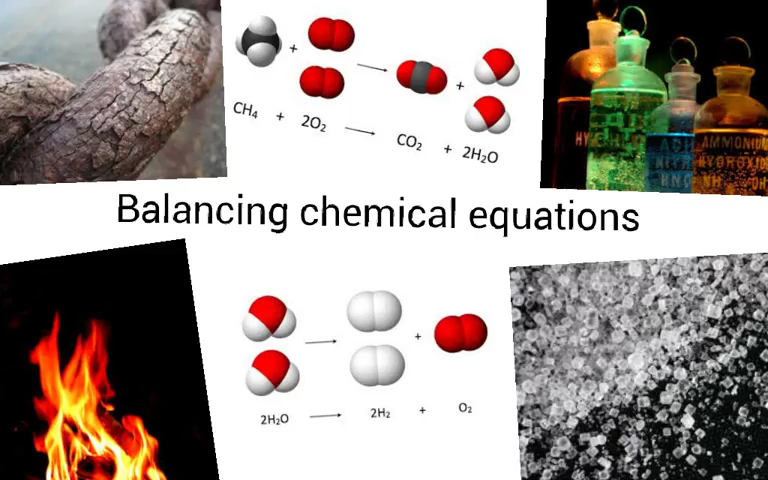 CH₄ + 2O₂ → CO₂ + 2H₂O
AMMONIUM
HYDROXIDE
Balancing chemical equations
2H₂O → 2H₂ + O₂